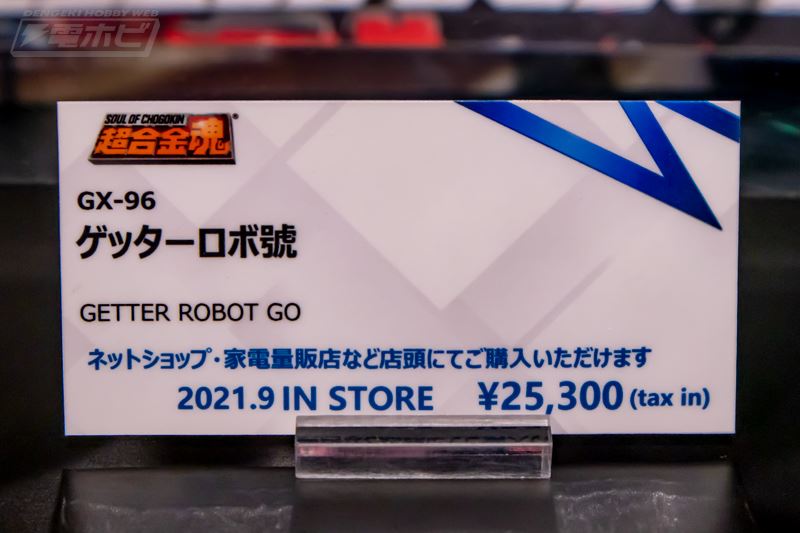 DENGEKI HOBBY WEB
電ホビ
SOUL OF CHOGOKIN
超合金魂®
GX-96
ゲッターロボ號
GETTER ROBOT GO
ネットショップ・家電量販店など店頭にてご購入いただけます
2021.9 IN STORE ¥25,300 (tax in)